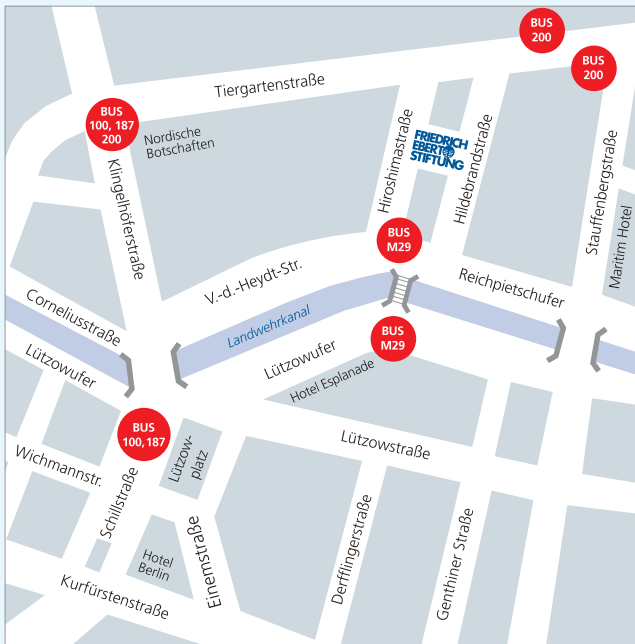 BUS
200
BUS
200
Tiergartenstraße
BUS
100, 187
200
Nordische
Botschaften
FRIEDRICH
EBERT
STIFTUNG
Hiroshimastraße
Hildebrandstraße
Stauffenbergstraße
Klingelhöferstraße
Maritim Hotel
BUS
M29
V.-d.-Heydt-Str.
Reichpietschufer
Corneliusstraße
Landwehrkanal
BUS
M29
Lützowufer
Lützowufer
Hotel Esplanade
BUS
100,187
Lützow-
platz
Lützowstraße
Wichmannstr.
Schillstraße
Hotel
Berlin
Einemstraße
Derfflingerstraße
Genthiner Straße
Kurfürstenstraße